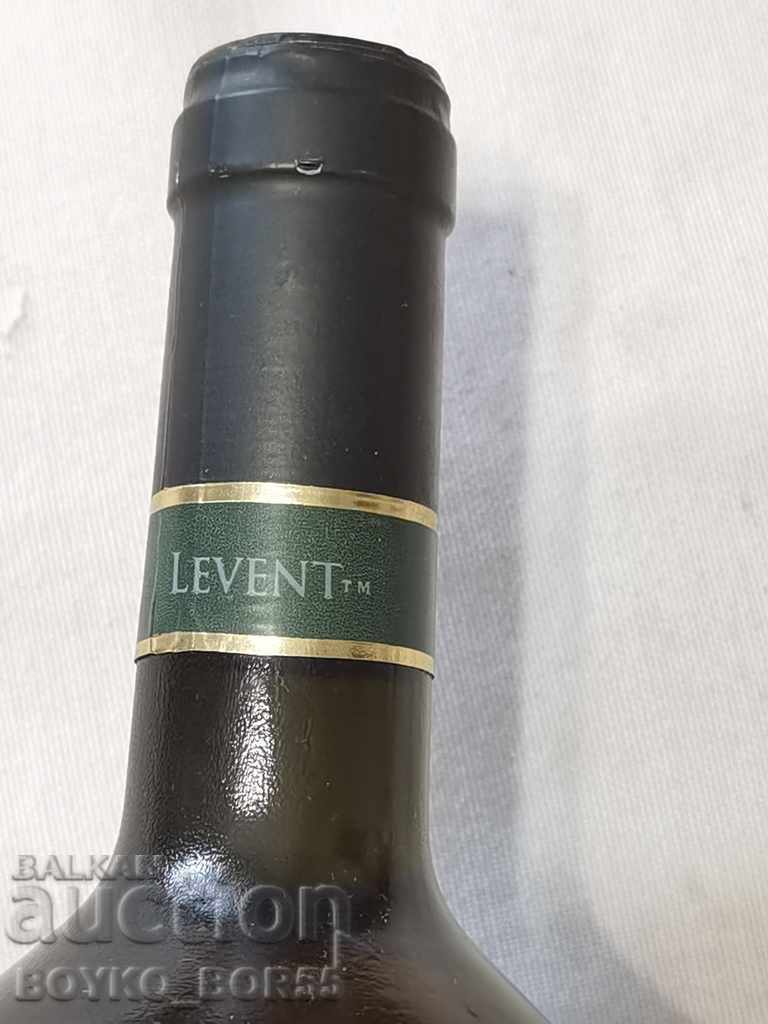 LEVENT™
BALKAN
auction
BOYKO_BOR55